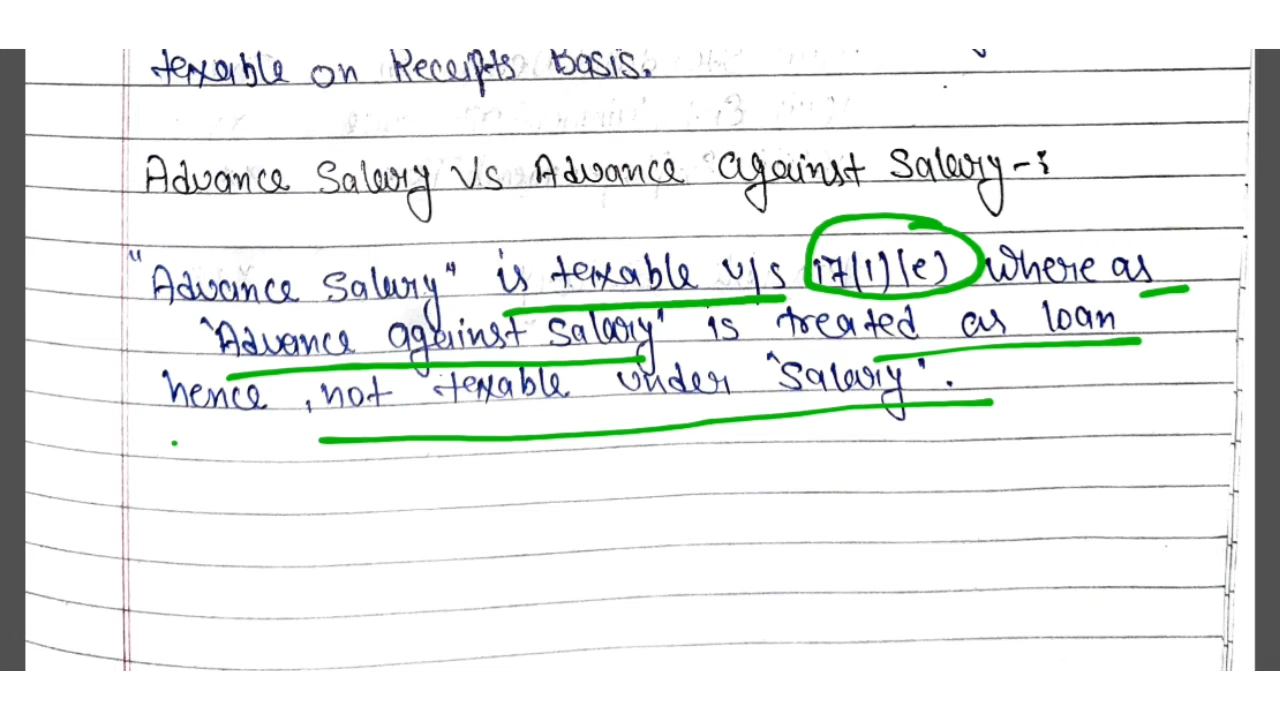 taxable on Receipts Basis.
Advance Salary Vs Advance against Salary-:
"Advance Salary" is taxable u/s 17(1)(e) where as
"Advance against Salary" is treated as loan
hence, not taxable under "Salary".